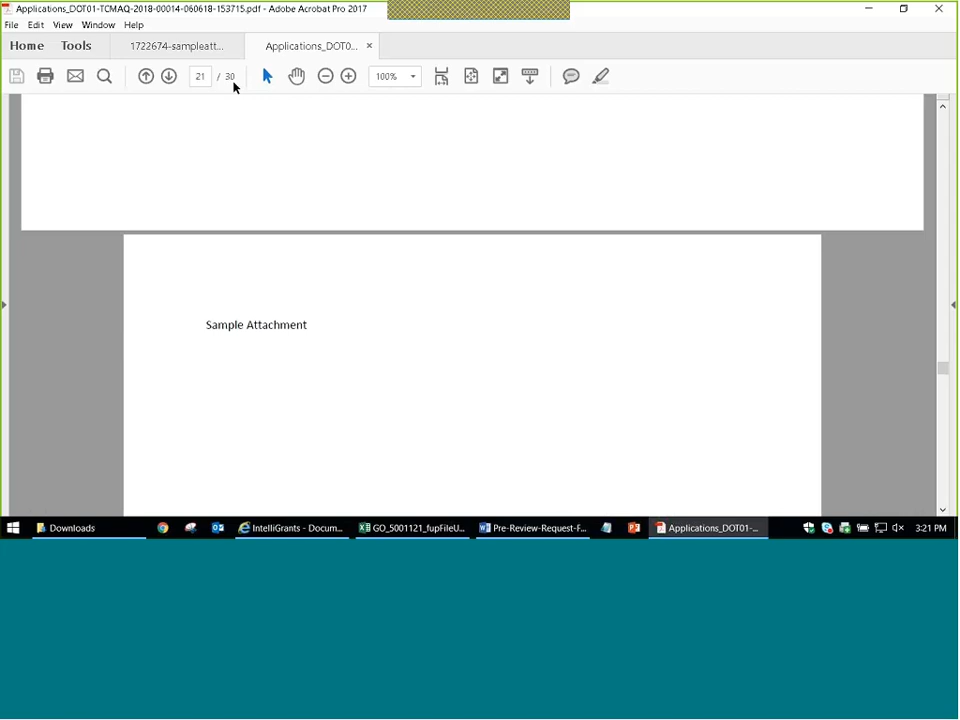 Applications_DOT01-TCMAQ-2018-00014-060618-153715.pdf - Adobe Acrobat Pro 2017
File Edit View Window Help
Home Tools 1722674-sampleatt... Applications_DOT0... ×
21 / 30 100%
Sample Attachment
Downloads IntelliGrants - Docum... GO_5001121_fupFileU... Pre-Review-Request-F... Applications_DOT01-... 3:21 PM